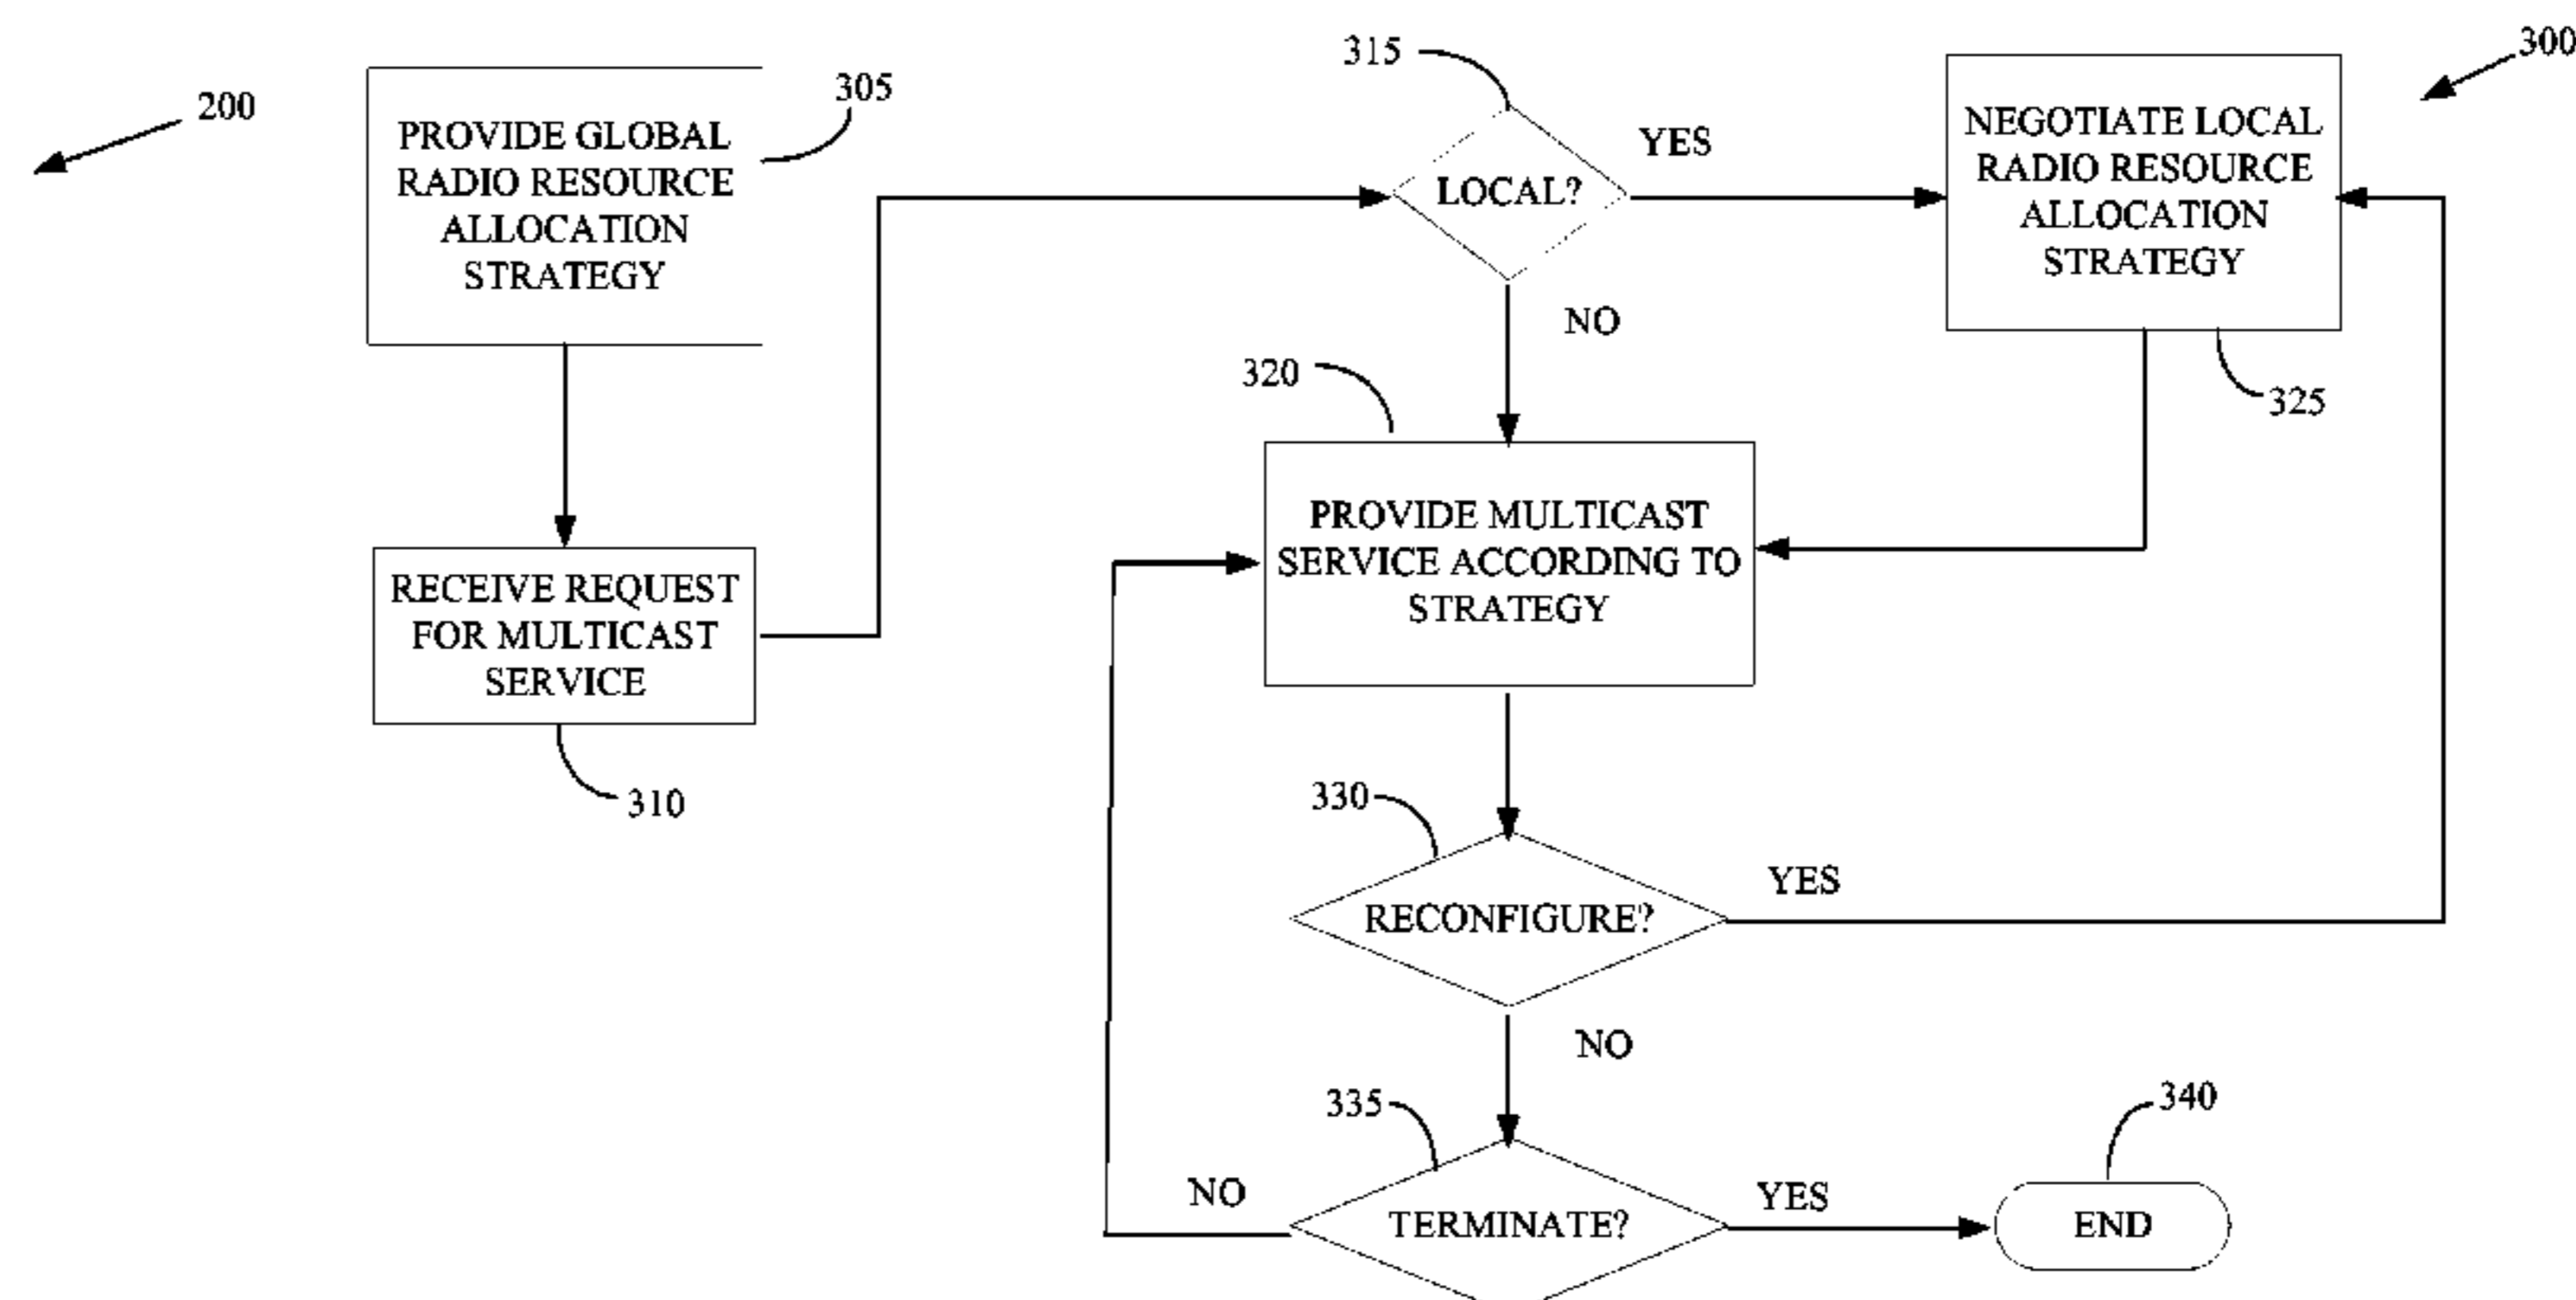 200
305
PROVIDE GLOBAL
RADIO RESOURCE
ALLOCATION
STRATEGY
RECEIVE REQUEST
FOR MULTICAST
SERVICE
310
315
LOCAL?
YES
NO
300
NEGOTIATE LOCAL
RADIO RESOURCE
ALLOCATION
STRATEGY
325
320
PROVIDE MULTICAST
SERVICE ACCORDING TO
STRATEGY
330
RECONFIGURE?
YES
NO
335
TERMINATE?
NO
YES
340
END